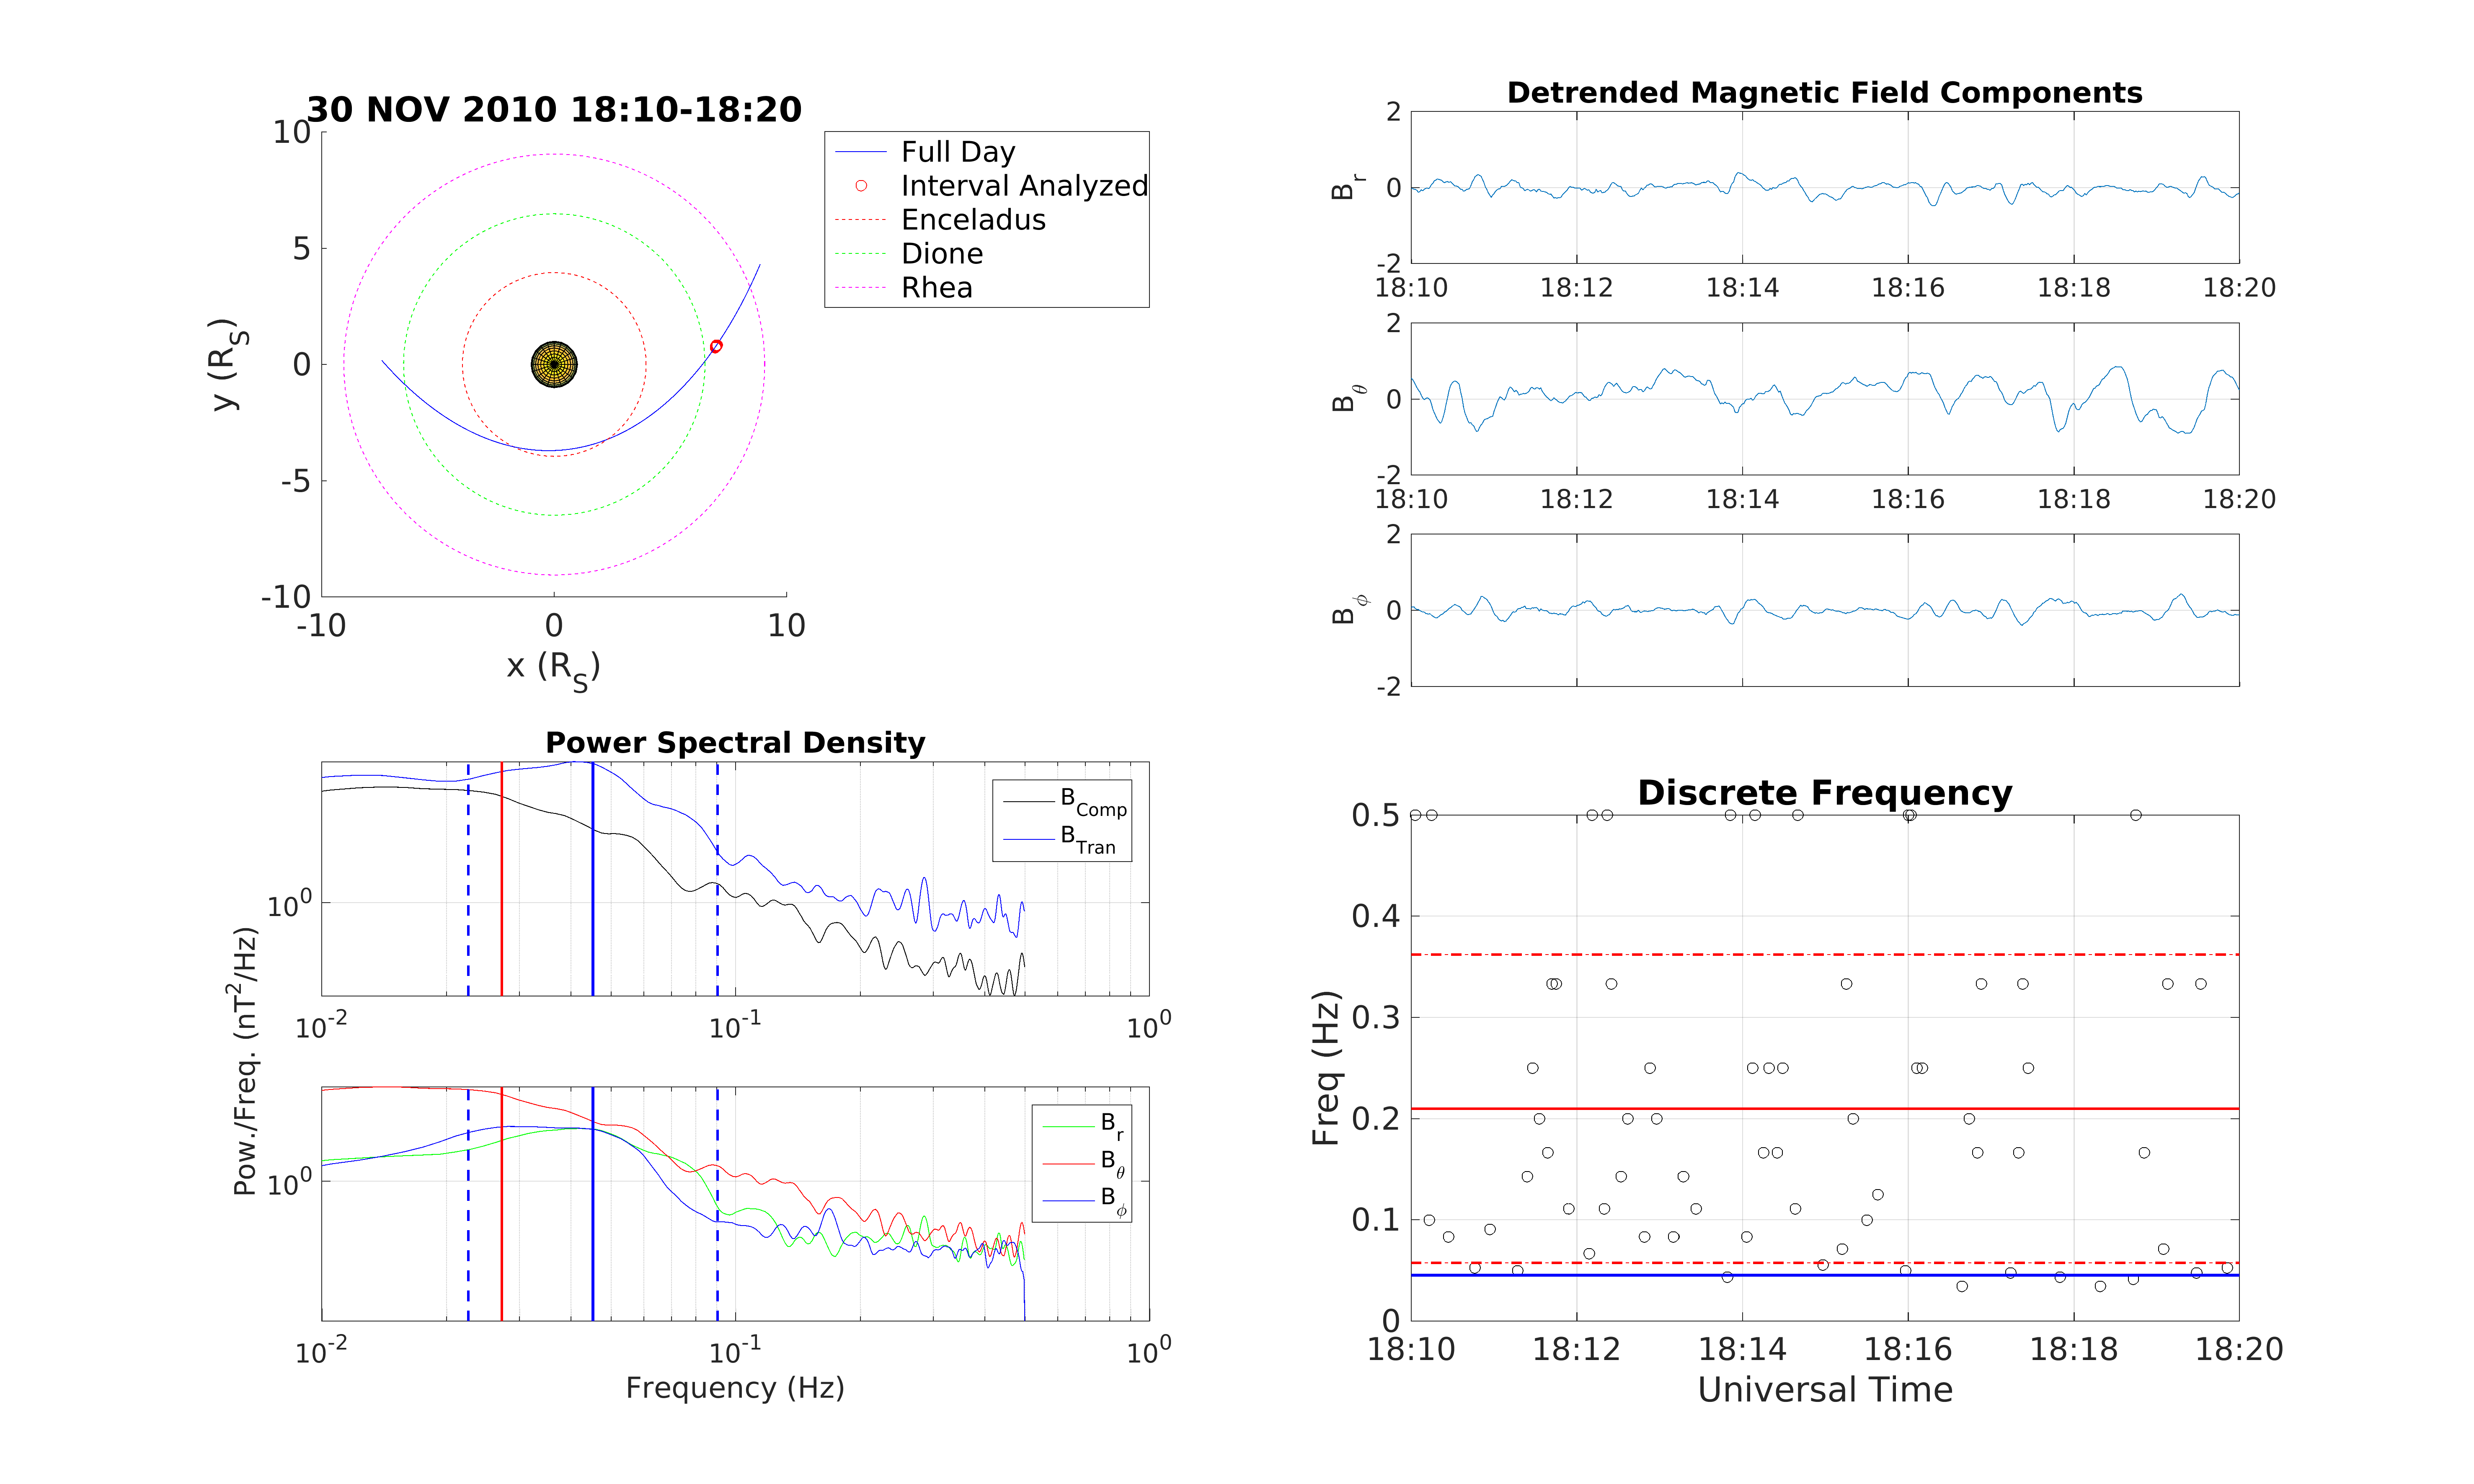 30 NOV 2010 18:10-18:20
10
5
0
-5
-10
-10 0 10
x (R_S)
y (R_S)
Full Day
Interval Analyzed
Enceladus
Dione
Rhea
Detrended Magnetic Field Components
2
0
-2
B_r
18:10 18:12 18:14 18:16 18:18 18:20
2
0
-2
B_θ
18:10 18:12 18:14 18:16 18:18 18:20
2
0
-2
B_ϕ
Power Spectral Density
10^0
B_Comp
B_Tran
10^-2 10^-1 10^0
Pow./Freq. (nT^2/Hz)
10^0
B_r
B_θ
B_ϕ
10^-2 10^-1 10^0
Frequency (Hz)
Discrete Frequency
0.5
0.4
0.3
0.2
0.1
0
Freq (Hz)
18:10 18:12 18:14 18:16 18:18 18:20
Universal Time